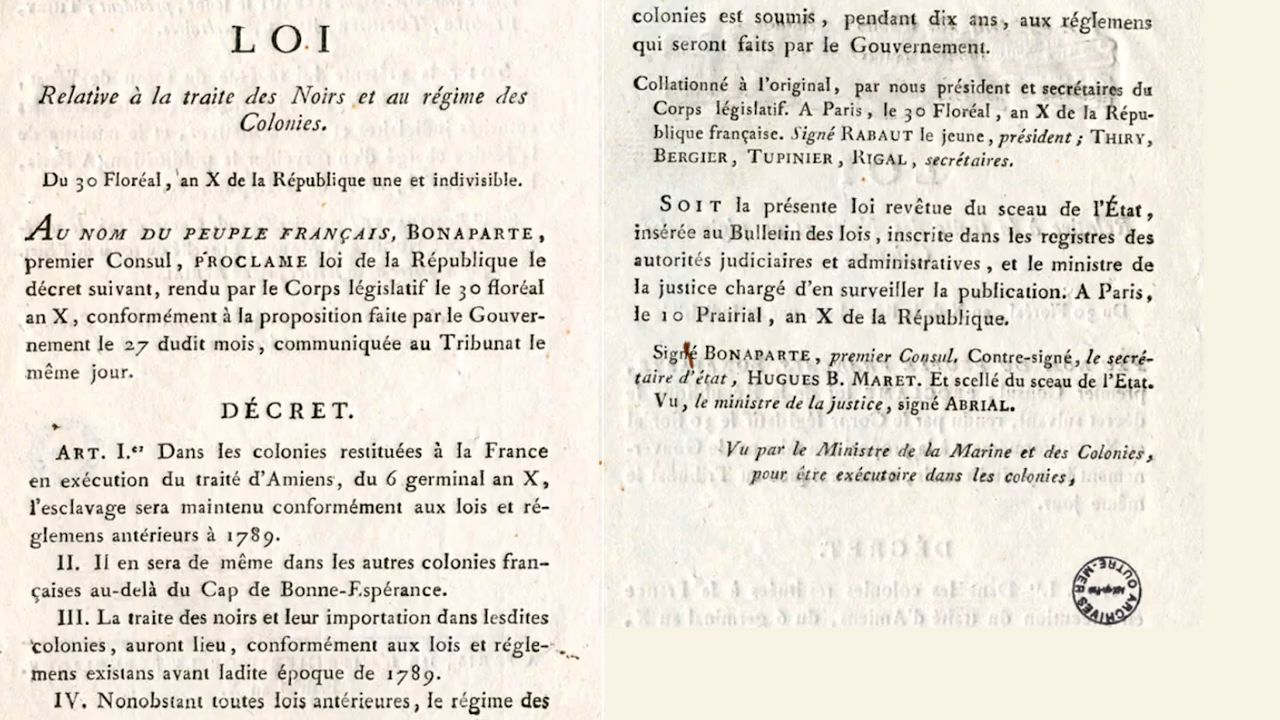 LOI
Relative à la traite des Noirs et au régime des
Colonies.
Du 30 Floréal, an X de la République une et indivisible.
AU NOM DU PEUPLE FRANÇAIS, BONAPARTE,
premier Consul, PROCLAME loi de la République le
décret suivant, rendu par le Corps législatif le 30 floréal
an X, conformément à la proposition faite par le Gouver-
nement le 27 dudit mois, communiquée au Tribunat le
même jour.
DÉCRET.
ART. I.er Dans les colonies restituées à la France
en exécution du traité d'Amiens, du 6 germinal an X,
l'esclavage sera maintenu conformément aux lois et ré-
glemens antérieurs à 1789.
II. Il en sera de même dans les autres colonies fran-
çaises au-delà du Cap de Bonne-Espérance.
III. La traite des noirs et leur importation dans lesdites
colonies, auront lieu, conformément aux lois et régle-
mens existans avant ladite époque de 1789.
IV. Nonobstant toutes lois antérieures, le régime des
colonies est soumis, pendant dix ans, aux réglemens
qui seront faits par le Gouvernement.
Collationné à l'original, par nous président et secrétaires du
Corps législatif. A Paris, le 30 Floréal, an X de la Répu-
blique française. Signé RABAUT le jeune, président; THIRY,
BERGIER, TUPINIER, RIGAL, secrétaires.
SOIT la présente loi revêtue du sceau de l'État,
insérée au Bulletin des lois, inscrite dans les registres des
autorités judiciaires et administratives, et le ministre de
la justice chargé d'en surveiller la publication. A Paris,
le 10 Prairial, an X de la République.
Signé BONAPARTE, premier Consul. Contre-signé, le secré-
taire d'état, HUGUES B. MARET. Et scellé du sceau de l'Etat.
Vu, le ministre de la justice, signé ABRIAL.
Vu par le Ministre de la Marine et des Colonies,
pour être exécutoire dans les colonies,
ARCHIVES OUTRE-MER